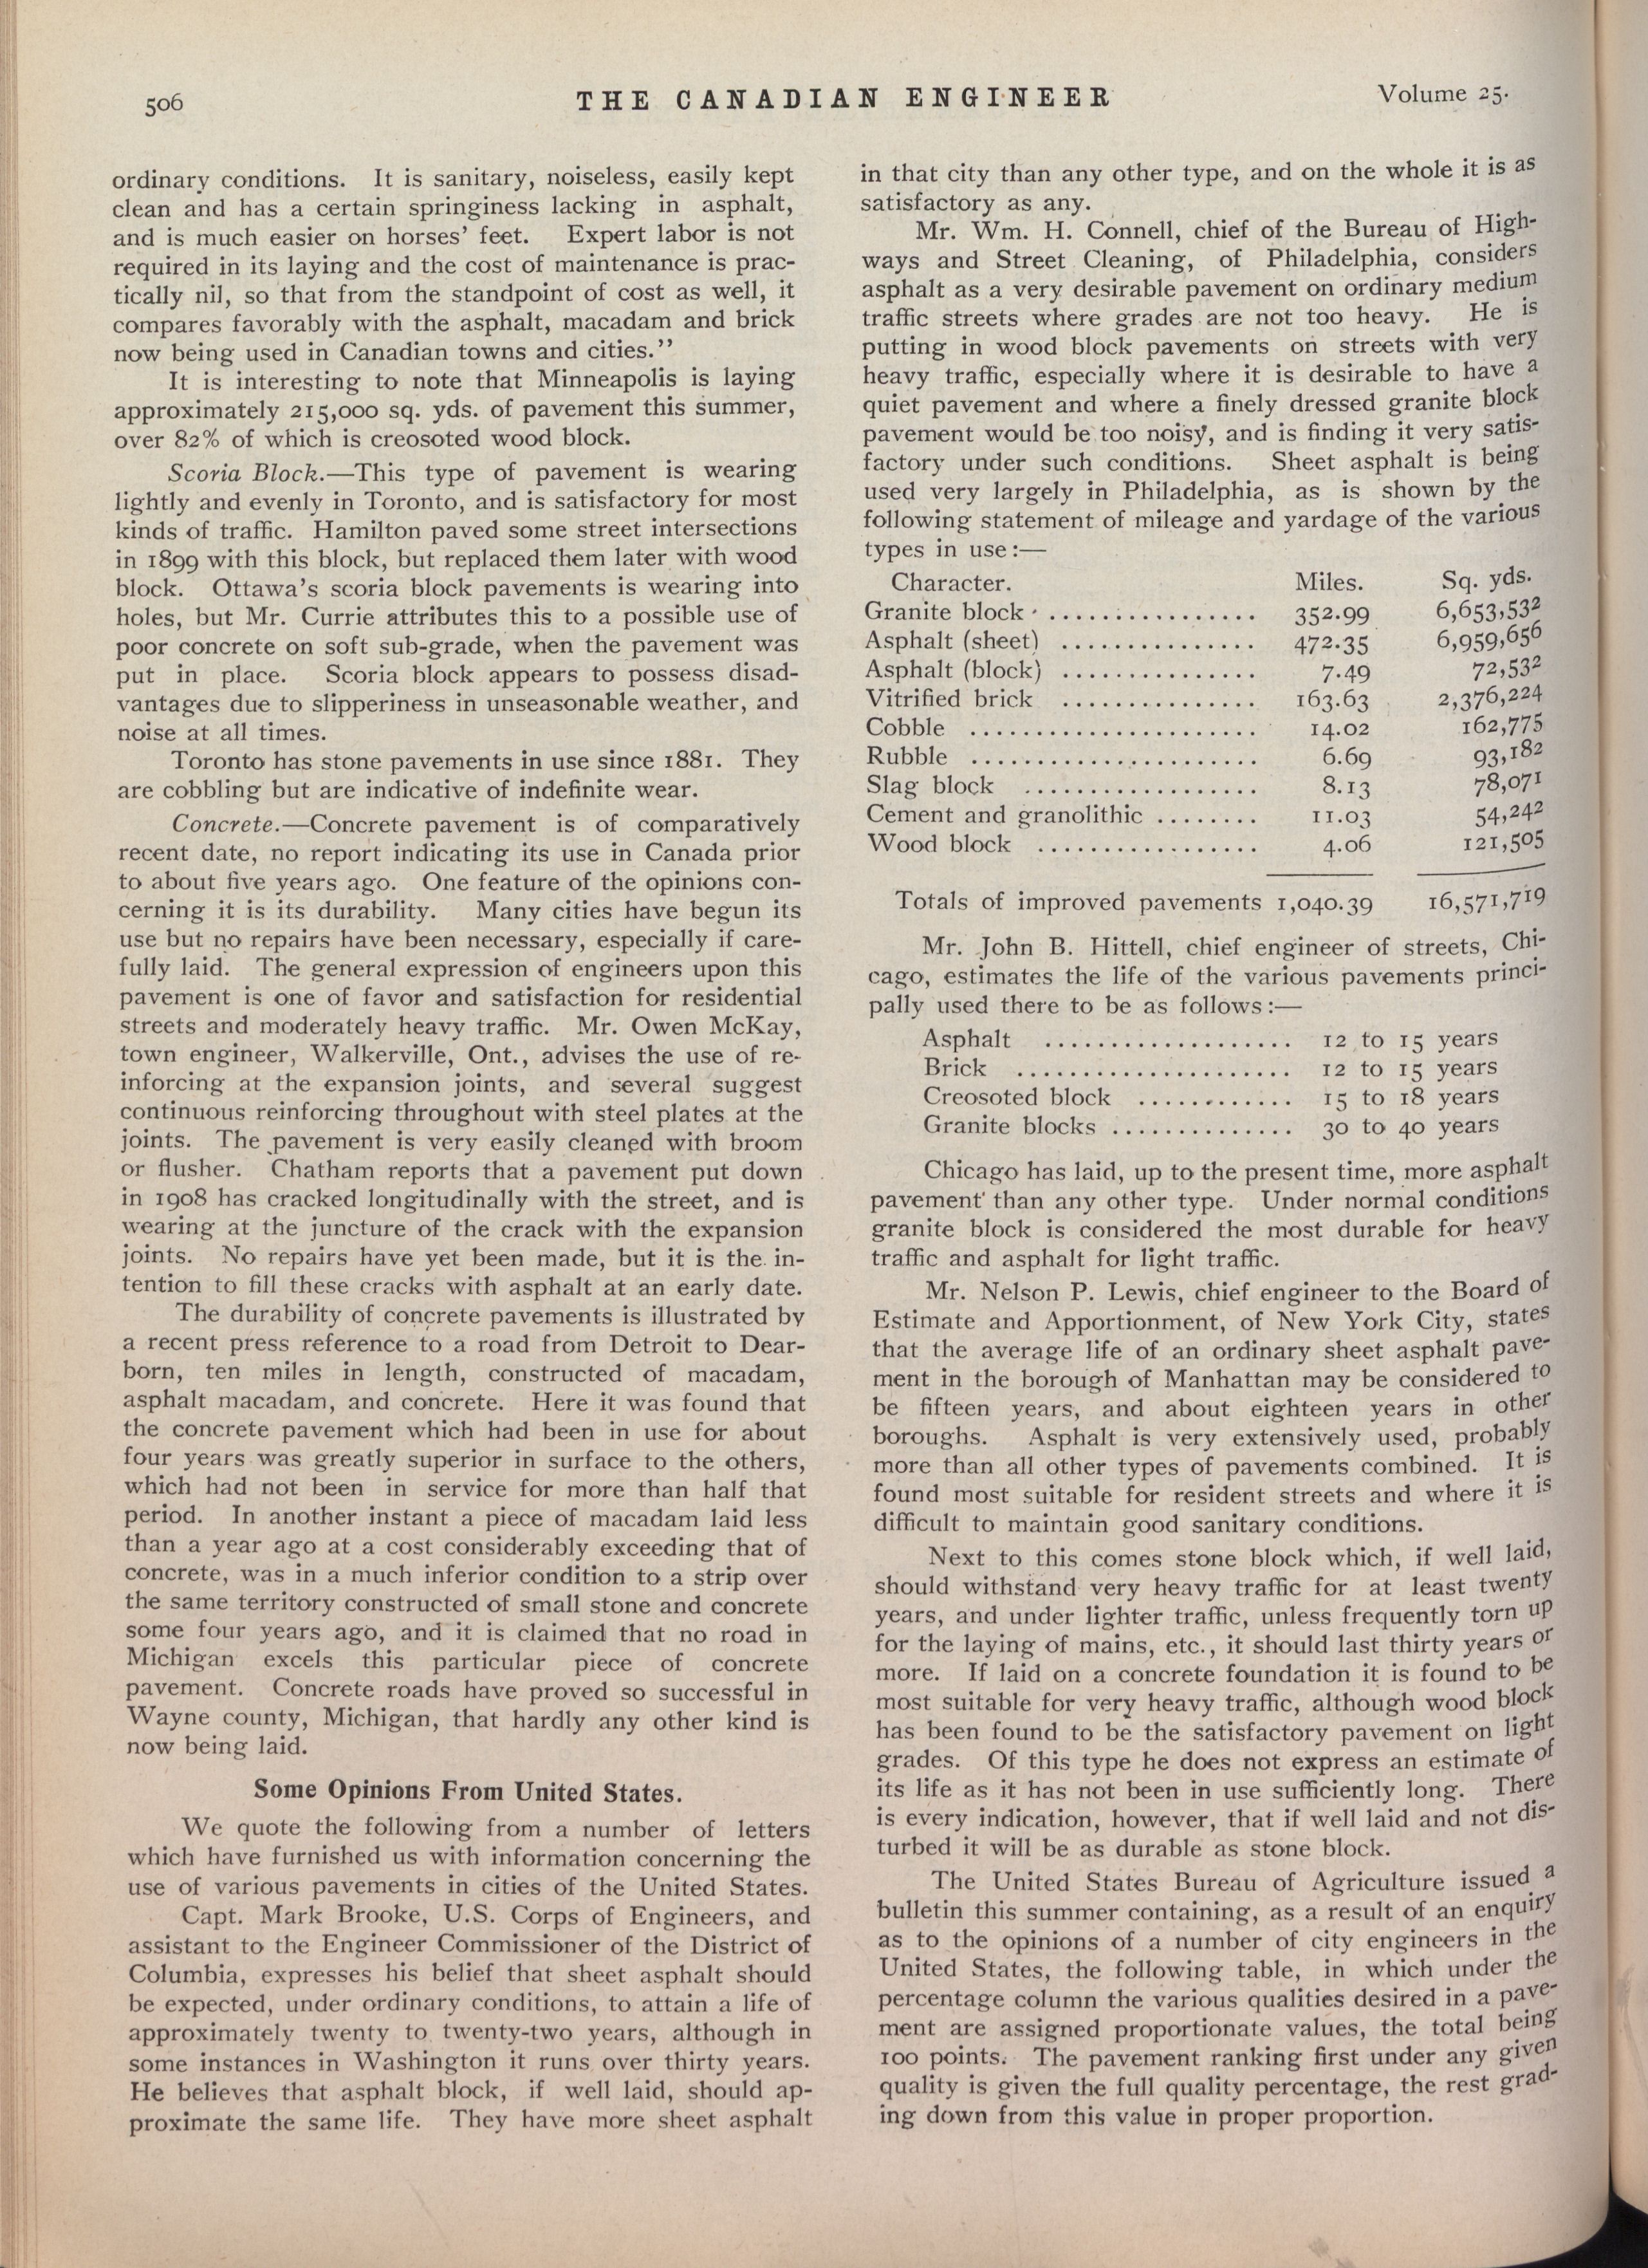 506
THE CANADIAN ENGINEER
Volume 25.
ordinary conditions. It is sanitary, noiseless, easily kept
clean and has a certain springiness lacking in asphalt,
and is much easier on horses' feet. Expert labor is not
required in its laying and the cost of maintenance is prac-
tically nil, so that from the standpoint of cost as well, it
compares favorably with the asphalt, macadam and brick
now being used in Canadian towns and cities."
It is interesting to note that Minneapolis is laying
approximately 215,000 sq. yds. of pavement this summer,
over 82% of which is creosoted wood block.
Scoria Block.—This type of pavement is wearing
lightly and evenly in Toronto, and is satisfactory for most
kinds of traffic. Hamilton paved some street intersections
in 1899 with this block, but replaced them later with wood
block. Ottawa's scoria block pavements is wearing into
holes, but Mr. Currie attributes this to a possible use of
poor concrete on soft sub-grade, when the pavement was
put in place. Scoria block appears to possess disad-
vantages due to slipperiness in unseasonable weather, and
noise at all times.
Toronto has stone pavements in use since 1881. They
are cobbling but are indicative of indefinite wear.
Concrete.—Concrete pavement is of comparatively
recent date, no report indicating its use in Canada prior
to about five years ago. One feature of the opinions con-
cerning it is its durability. Many cities have begun its
use but no repairs have been necessary, especially if care-
fully laid. The general expression of engineers upon this
pavement is one of favor and satisfaction for residential
streets and moderately heavy traffic. Mr. Owen McKay,
town engineer, Walkerville, Ont., advises the use of re-
inforcing at the expansion joints, and several suggest
continuous reinforcing throughout with steel plates at the
joints. The pavement is very easily cleaned with broom
or flusher. Chatham reports that a pavement put down
in 1908 has cracked longitudinally with the street, and is
wearing at the juncture of the crack with the expansion
joints. No repairs have yet been made, but it is the in-
tention to fill these cracks with asphalt at an early date.
The durability of concrete pavements is illustrated by
a recent press reference to a road from Detroit to Dear-
born, ten miles in length, constructed of macadam,
asphalt macadam, and concrete. Here it was found that
the concrete pavement which had been in use for about
four years was greatly superior in surface to the others,
which had not been in service for more than half that
period. In another instant a piece of macadam laid less
than a year ago at a cost considerably exceeding that of
concrete, was in a much inferior condition to a strip over
the same territory constructed of small stone and concrete
some four years ago, and it is claimed that no road in
Michigan excels this particular piece of concrete
pavement. Concrete roads have proved so successful in
Wayne county, Michigan, that hardly any other kind is
now being laid.
Some Opinions From United States.
We quote the following from a number of letters
which have furnished us with information concerning the
use of various pavements in cities of the United States.
Capt. Mark Brooke, U.S. Corps of Engineers, and
assistant to the Engineer Commissioner of the District of
Columbia, expresses his belief that sheet asphalt should
be expected, under ordinary conditions, to attain a life of
approximately twenty to twenty-two years, although in
some instances in Washington it runs over thirty years.
He believes that asphalt block, if well laid, should ap-
proximate the same life. They have more sheet asphalt
in that city than any other type, and on the whole it is as
satisfactory as any.
Mr. Wm. H. Connell, chief of the Bureau of High-
ways and Street Cleaning, of Philadelphia, considers
asphalt as a very desirable pavement on ordinary medium
traffic streets where grades are not too heavy. He is
putting in wood block pavements on streets with very
heavy traffic, especially where it is desirable to have a
quiet pavement and where a finely dressed granite block
pavement would be too noisy, and is finding it very satis-
factory under such conditions. Sheet asphalt is being
used very largely in Philadelphia, as is shown by the
following statement of mileage and yardage of the various
types in use:—
Character. Miles. Sq. yds.
Granite block ................ 352.99 6,653,532
Asphalt (sheet) ............... 472.35 6,959,656
Asphalt (block) ............... 7.49 72,532
Vitrified brick ............... 163.63 2,376,224
Cobble ...................... 14.02 162,775
Rubble ...................... 6.69 93,182
Slag block .................. 8.13 78,071
Cement and granolithic ........ 11.03 54,242
Wood block ................. 4.06 121,505
Totals of improved pavements 1,040.39 16,571,719
Mr. John B. Hittell, chief engineer of streets, Chi-
cago, estimates the life of the various pavements princi-
pally used there to be as follows:—
Asphalt ................... 12 to 15 years
Brick ..................... 12 to 15 years
Creosoted block ............ 15 to 18 years
Granite blocks .............. 30 to 40 years
Chicago has laid, up to the present time, more asphalt
pavement than any other type. Under normal conditions
granite block is considered the most durable for heavy
traffic and asphalt for light traffic.
Mr. Nelson P. Lewis, chief engineer to the Board of
Estimate and Apportionment, of New York City, states
that the average life of an ordinary sheet asphalt pave-
ment in the borough of Manhattan may be considered to
be fifteen years, and about eighteen years in other
boroughs. Asphalt is very extensively used, probably
more than all other types of pavements combined. It is
found most suitable for resident streets and where it is
difficult to maintain good sanitary conditions.
Next to this comes stone block which, if well laid,
should withstand very heavy traffic for at least twenty
years, and under lighter traffic, unless frequently torn up
for the laying of mains, etc., it should last thirty years or
more. If laid on a concrete foundation it is found to be
most suitable for very heavy traffic, although wood block
has been found to be the satisfactory pavement on light
grades. Of this type he does not express an estimate of
its life as it has not been in use sufficiently long. There
is every indication, however, that if well laid and not dis-
turbed it will be as durable as stone block.
The United States Bureau of Agriculture issued a
bulletin this summer containing, as a result of an enquiry
as to the opinions of a number of city engineers in the
United States, the following table, in which under the
percentage column the various qualities desired in a pave-
ment are assigned proportionate values, the total being
100 points. The pavement ranking first under any given
quality is given the full quality percentage, the rest grad-
ing down from this value in proper proportion.